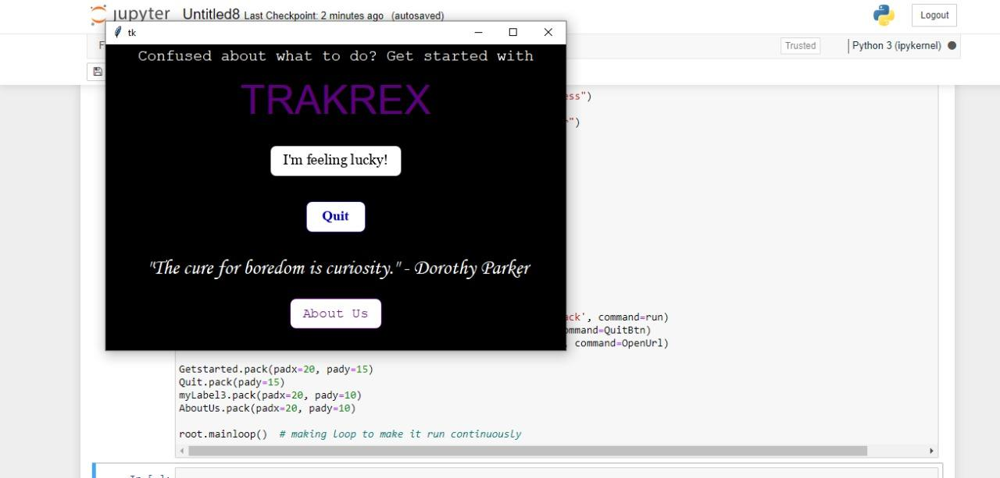 jupyter Untitled8 Last Checkpoint: 2 minutes ago (autosaved)
Logout
tk
Trusted
Python 3 (ipykernel)
Confused about what to do? Get started with
TRAKREX
I'm feeling lucky!
Quit
"The cure for boredom is curiosity." - Dorothy Parker
About Us
ess")
")
ack', command=run)
ommand=QuitBtn)
, command=OpenUrl)
Getstarted.pack(padx=20, pady=15)
Quit.pack(pady=15)
myLabel3.pack(padx=20, pady=10)
AboutUs.pack(padx=20, pady=10)
root.mainloop() # making loop to make it run continuously